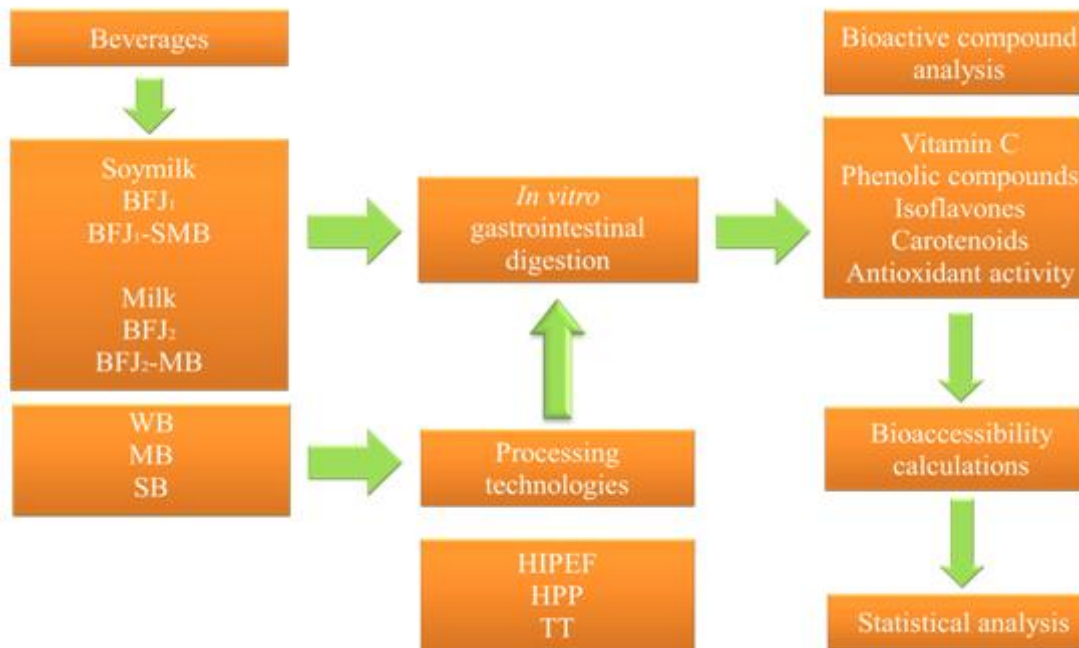 Beverages
Soymilk
BFJ₁
BFJ₁-SMB
Milk
BFJ₂
BFJ₂-MB
WB
MB
SB
In vitro
gastrointestinal
digestion
Processing
technologies
HIPEF
HPP
TT
Bioactive compound
analysis
Vitamin C
Phenolic compounds
Isoflavones
Carotenoids
Antioxidant activity
Bioaccessibility
calculations
Statistical analysis